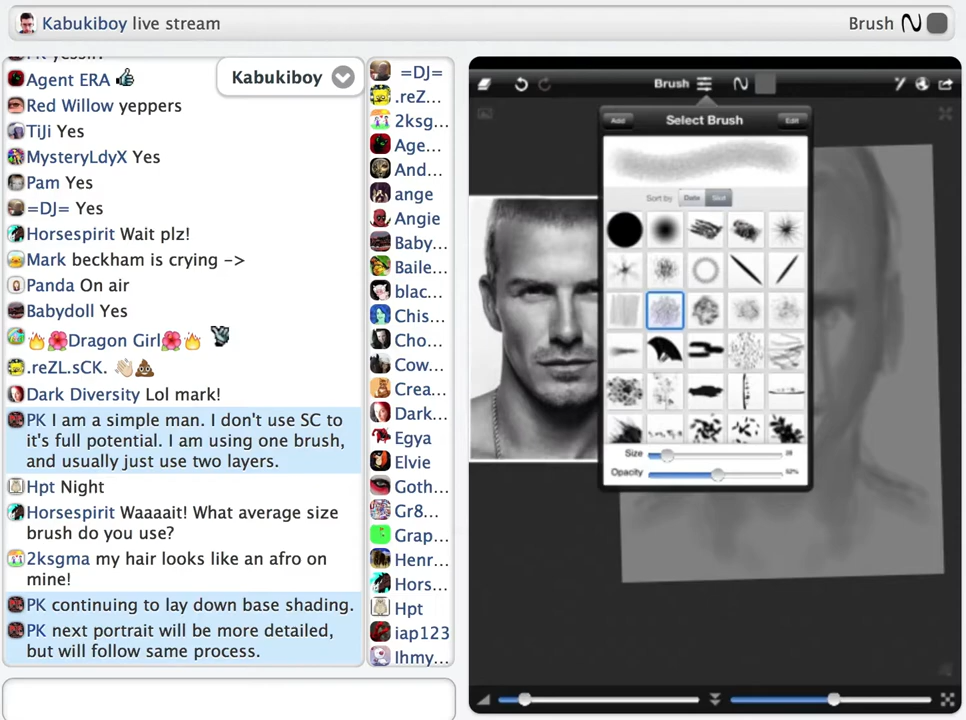 Kabukiboy live stream
Brush
PK yessir!
Agent ERA
Kabukiboy
Red Willow yeppers
TiJi Yes
MysteryLdyX Yes
Pam Yes
=DJ= Yes
Horsespirit Wait plz!
Mark beckham is crying ->
Panda On air
Babydoll Yes
Dragon Girl
.reZL.sCK.
Dark Diversity Lol mark!
PK I am a simple man. I don't use SC to
it's full potential. I am using one brush,
and usually just use two layers.
Hpt Night
Horsespirit Waaaait! What average size
brush do you use?
2ksgma my hair looks like an afro on
mine!
PK continuing to lay down base shading.
PK next portrait will be more detailed,
but will follow same process.
=DJ=
.reZ...
2ksg...
Age...
And...
ange
Angie
Baby...
Baile...
blac...
Chis...
Cho...
Cow...
Crea...
Dark...
Egya
Elvie
Goth...
Gr8...
Grap...
Henr...
Hors...
Hpt
iap123
Ihmy...
Brush
Add
Select Brush
Edit
Sort by
Date
Slot
Size
Opacity